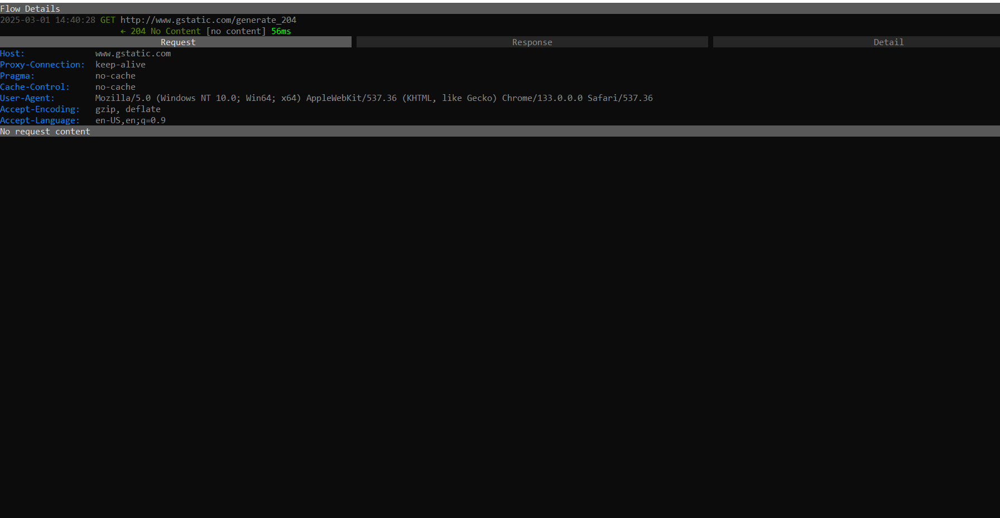 Flow Details
2025-03-01 14:40:28 GET http://www.gstatic.com/generate_204
← 204 No Content [no content] 56ms
Request Response Detail
Host: www.gstatic.com
Proxy-Connection: keep-alive
Pragma: no-cache
Cache-Control: no-cache
User-Agent: Mozilla/5.0 (Windows NT 10.0; Win64; x64) AppleWebKit/537.36 (KHTML, like Gecko) Chrome/133.0.0.0 Safari/537.36
Accept-Encoding: gzip, deflate
Accept-Language: en-US,en;q=0.9
No request content